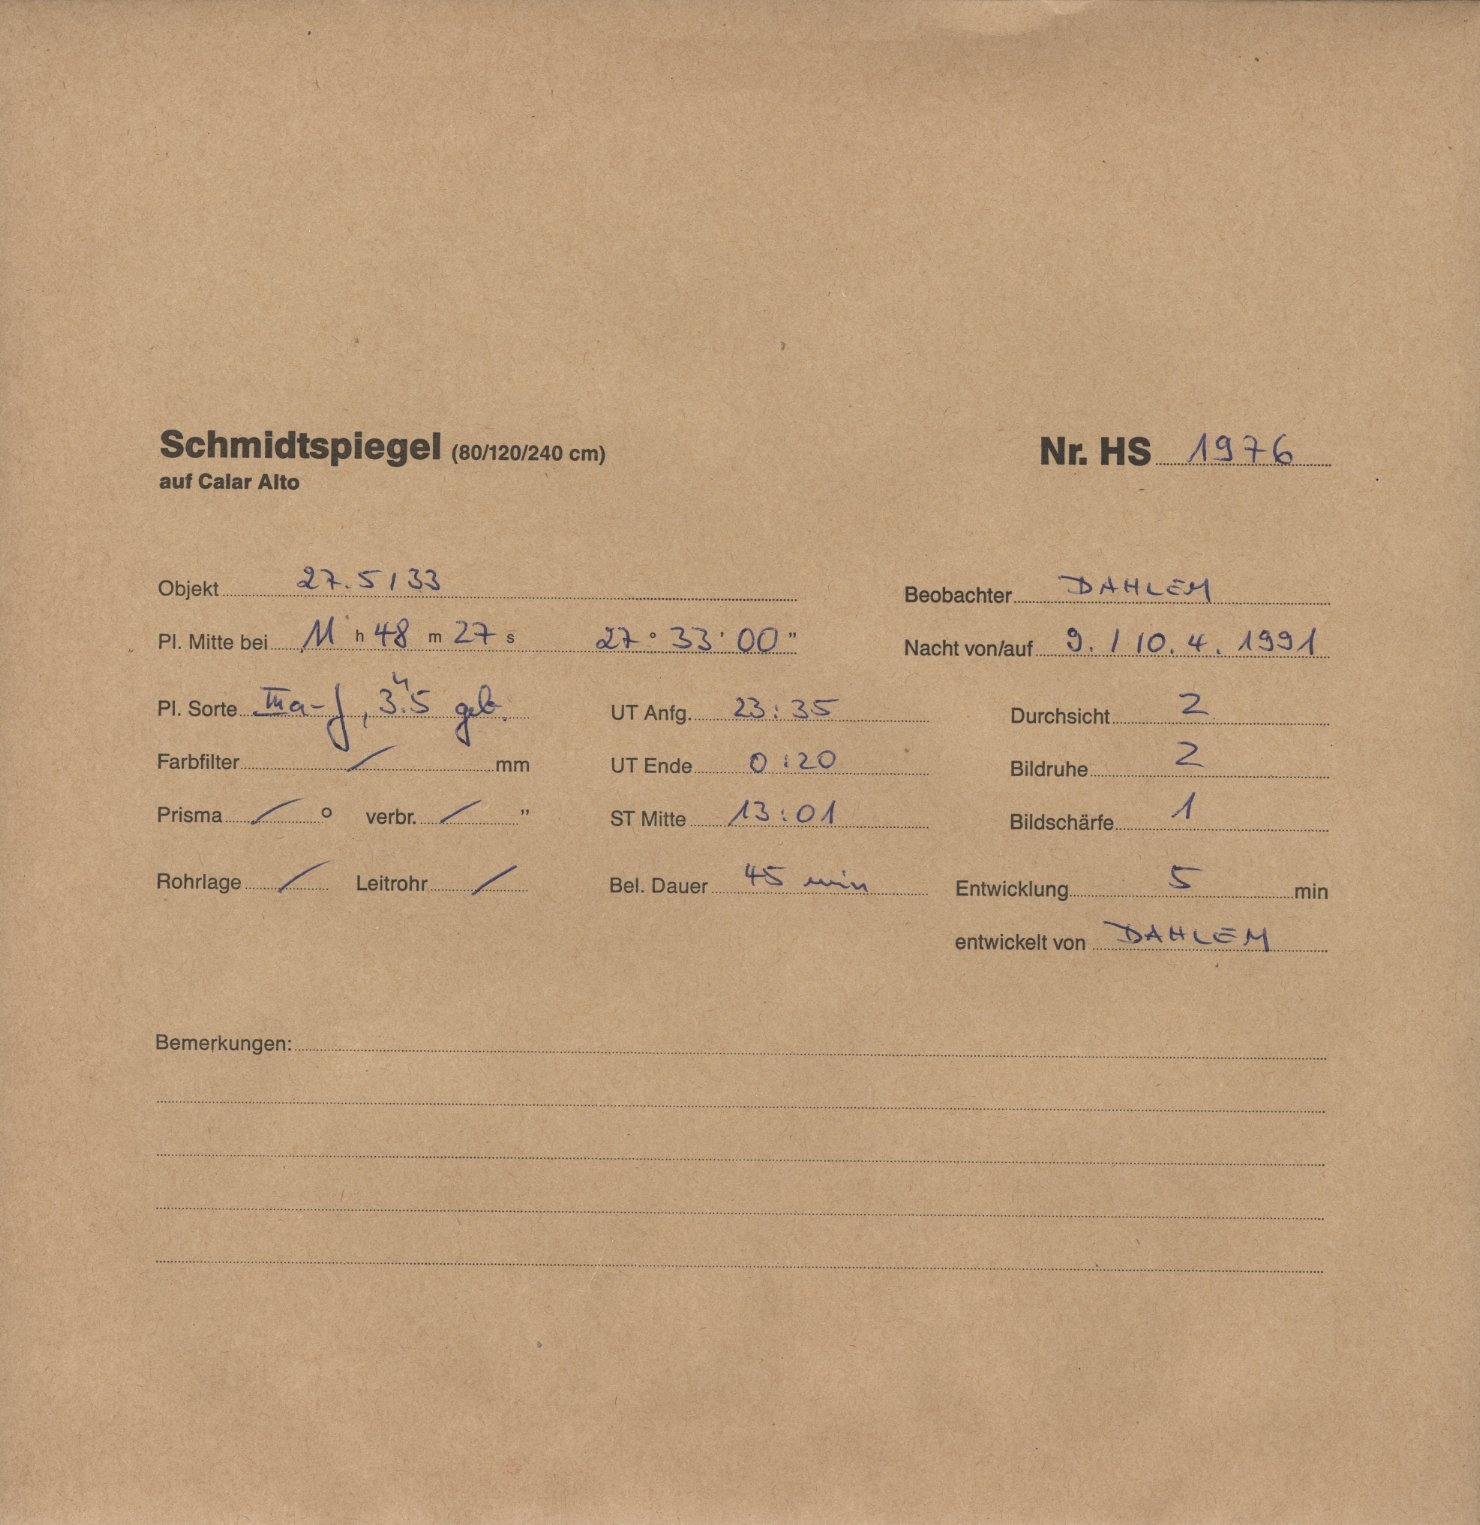 Schmidtspiegel (80/120/240 cm) Nr. HS 1976
auf Calar Alto
Objekt 27.5133 Beobachter DAHLEM
Pl. Mitte bei 11 h 48 m 27 s 27 ° 33 ' 00 " Nacht von/auf 9. / 10. 4. 1991
Pl. Sorte IIIa-J, 3.ʰ5 geb. UT Anfg. 23:35 Durchsicht 2
Farbfilter / mm UT Ende 0:20 Bildruhe 2
Prisma / ° verbr. / " ST Mitte 13:01 Bildschärfe 1
Rohrlage / Leitrohr / Bel. Dauer 45 min Entwicklung 5 min
entwickelt von DAHLEM
Bemerkungen: